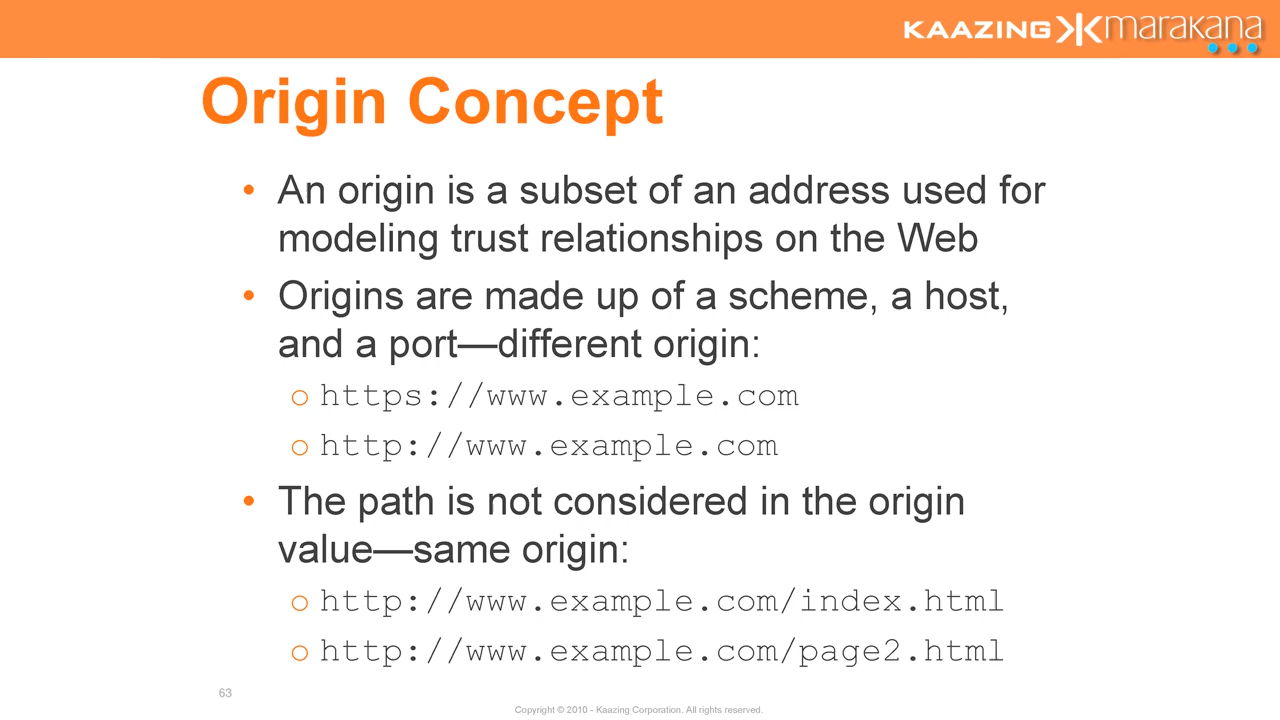 KAAZING marakana
Origin Concept
• An origin is a subset of an address used for
modeling trust relationships on the Web
• Origins are made up of a scheme, a host,
and a port—different origin:
o https://www.example.com
o http://www.example.com
• The path is not considered in the origin
value—same origin:
o http://www.example.com/index.html
o http://www.example.com/page2.html
63
Copyright © 2010 - Kaazing Corporation. All rights reserved.